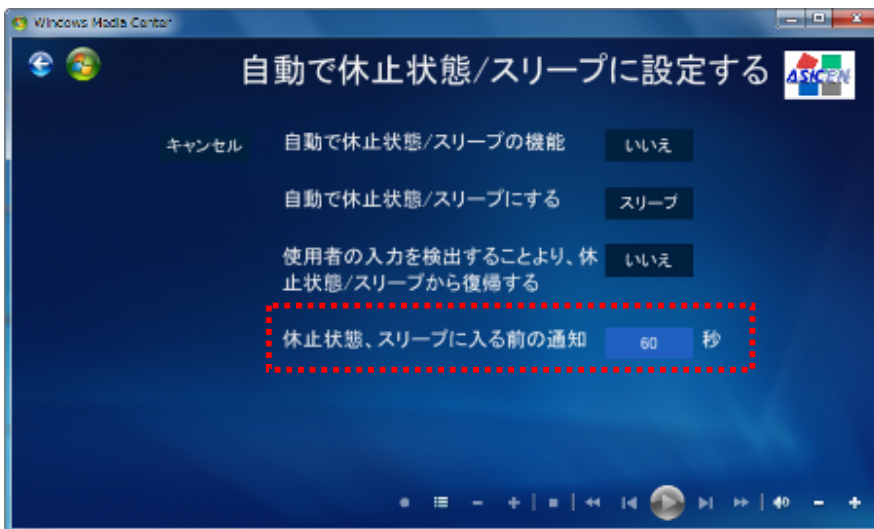 Windows Media Center
自動で休止状態/スリープに設定する
ASICEN
キャンセル
自動で休止状態/スリープの機能
いいえ
自動で休止状態/スリープにする
スリープ
使用者の入力を検出することより、休
止状態/スリープから復帰する
いいえ
休止状態、スリープに入る前の通知
60
秒